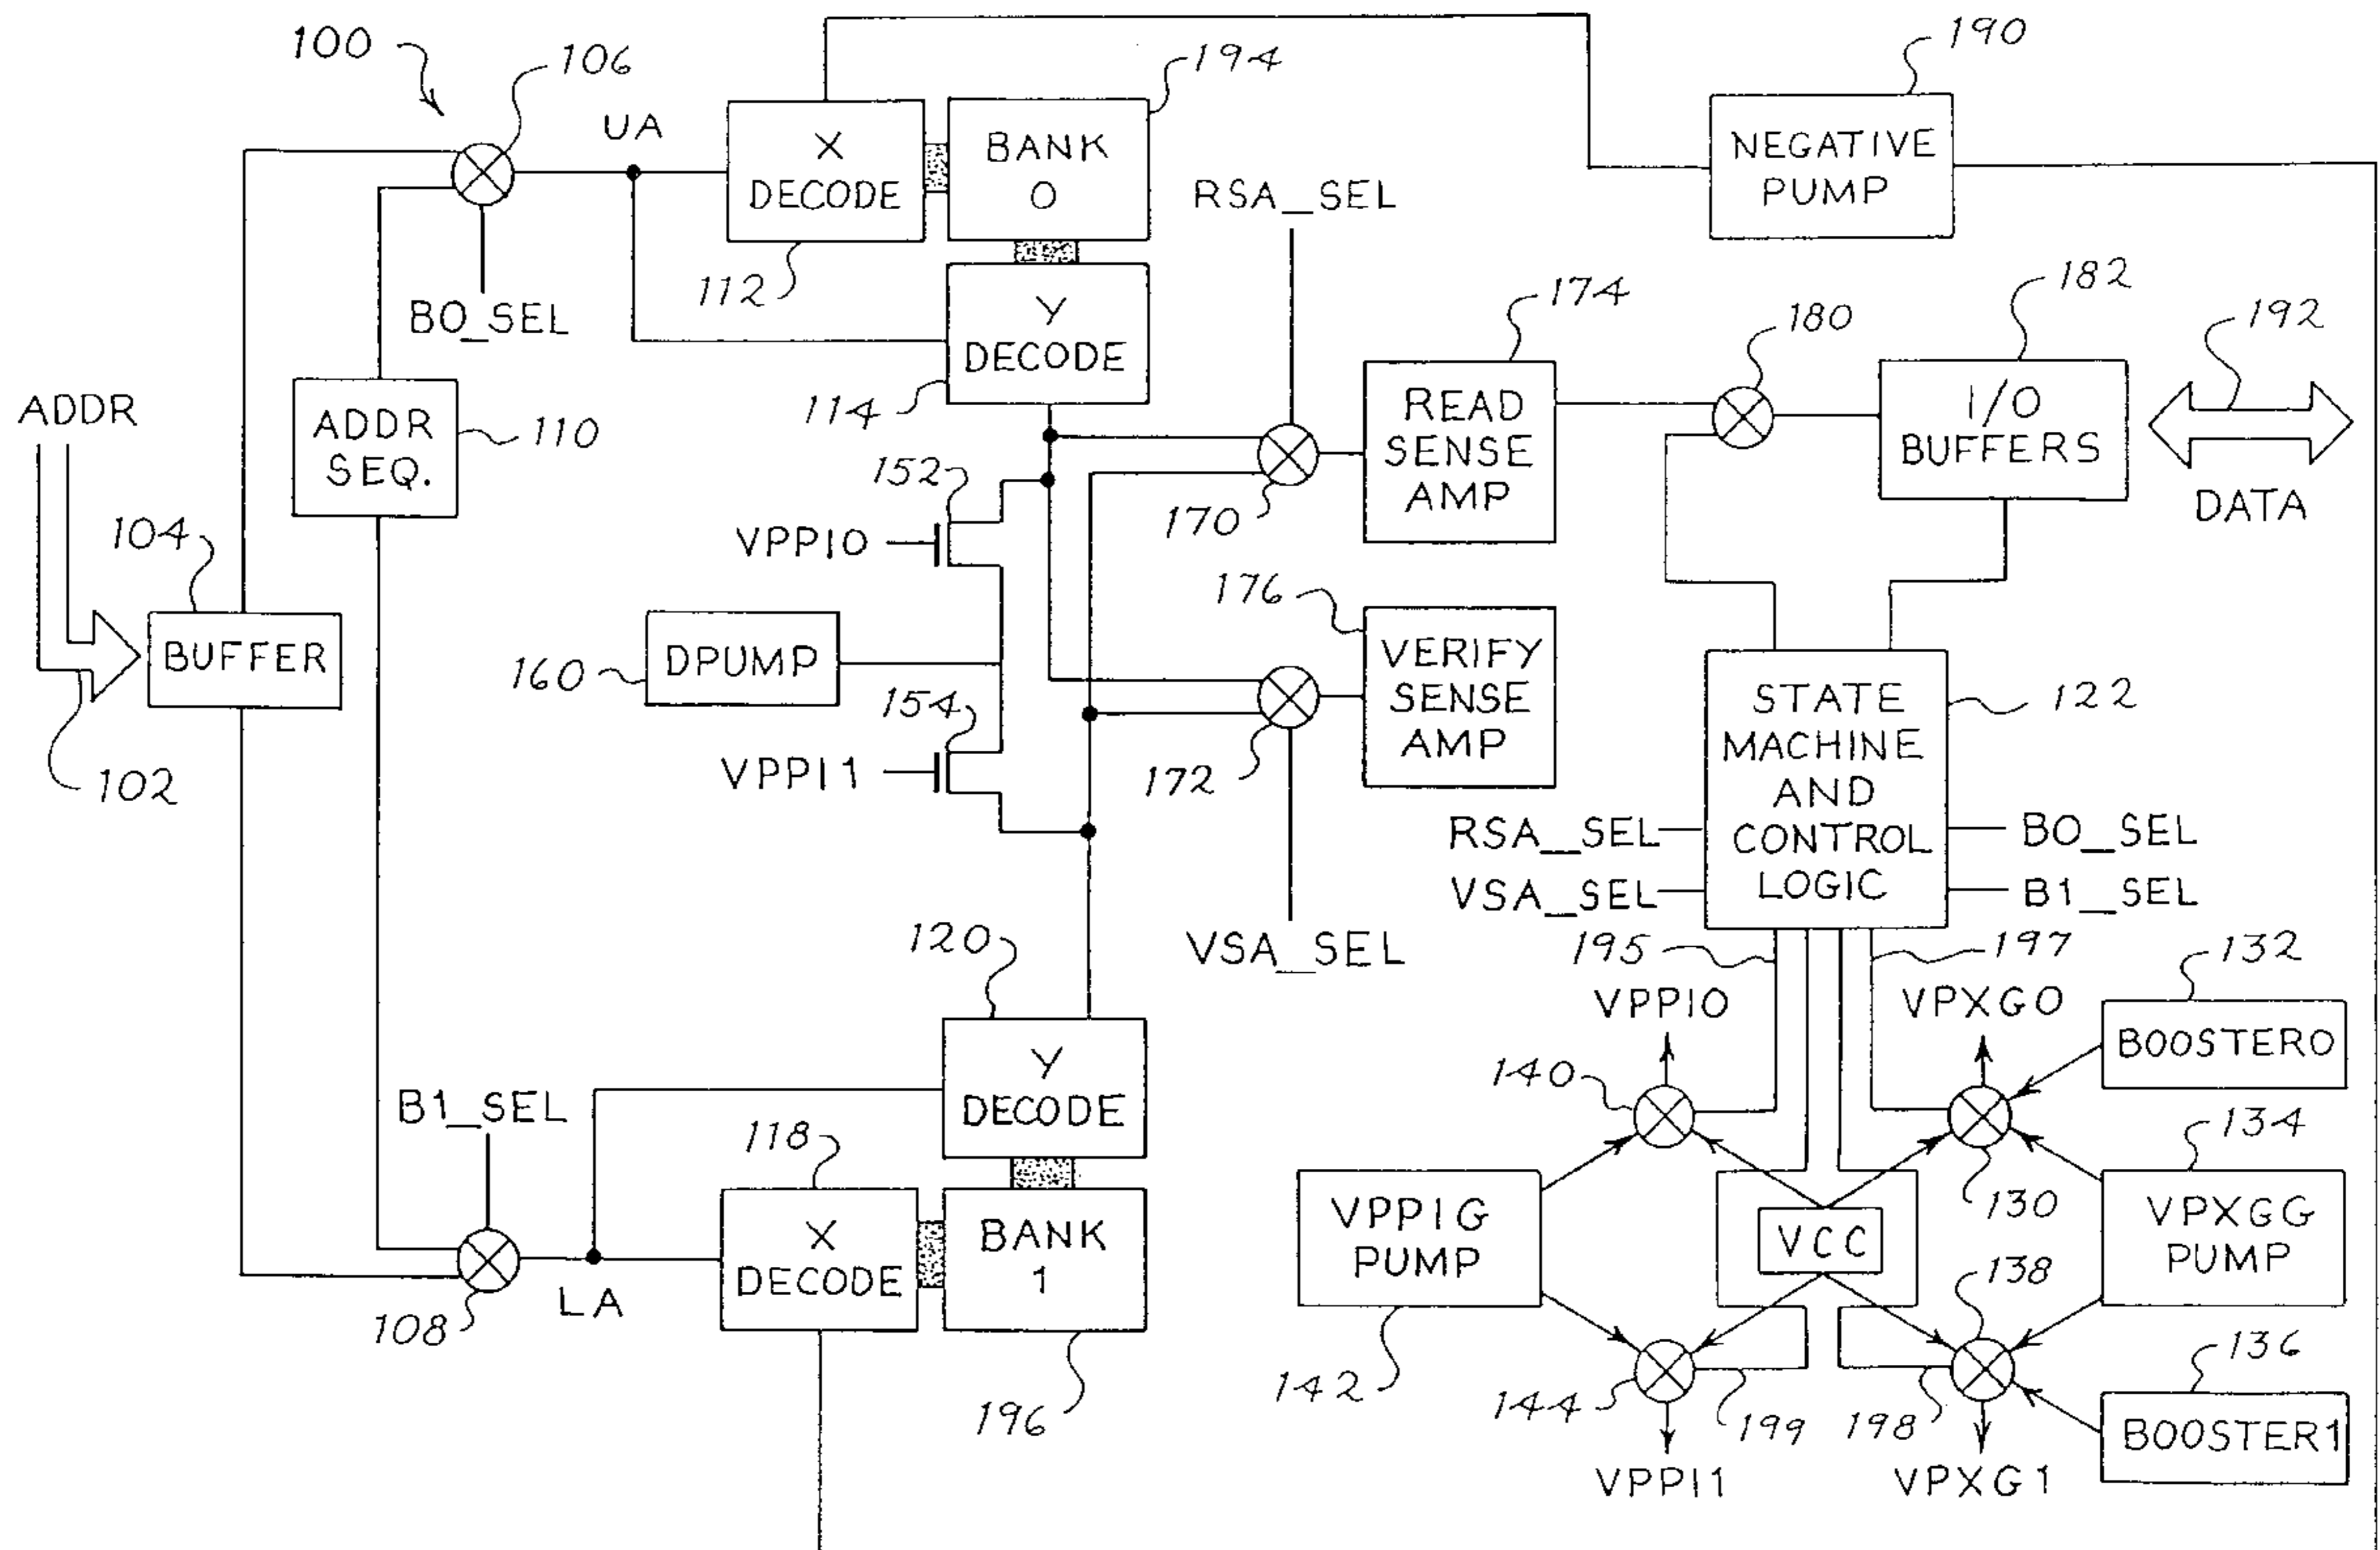 100
106
194
190
UA
X
DECODE
BANK
0
NEGATIVE
PUMP
RSA_SEL
112
B0_SEL
Y
DECODE
114
174
182
192
180
ADDR
ADDR
SEQ.
110
READ
SENSE
AMP
I/O
BUFFERS
DATA
152
170
104
VPPI0
176
BUFFER
DPUMP
160
VERIFY
SENSE
AMP
154
102
VPPI1
172
STATE
MACHINE
AND
CONTROL
LOGIC
122
RSA_SEL
B0_SEL
VSA_SEL
B1_SEL
VSA_SEL
120
195
197
132
VPPI0
VPXG0
BOOSTER0
Y
DECODE
140
B1_SEL
118
134
130
VPPIG
PUMP
VCC
VPXGG
PUMP
X
DECODE
BANK
1
138
LA
108
136
142
196
144
199
198
BOOSTER1
VPPI1
VPXG1